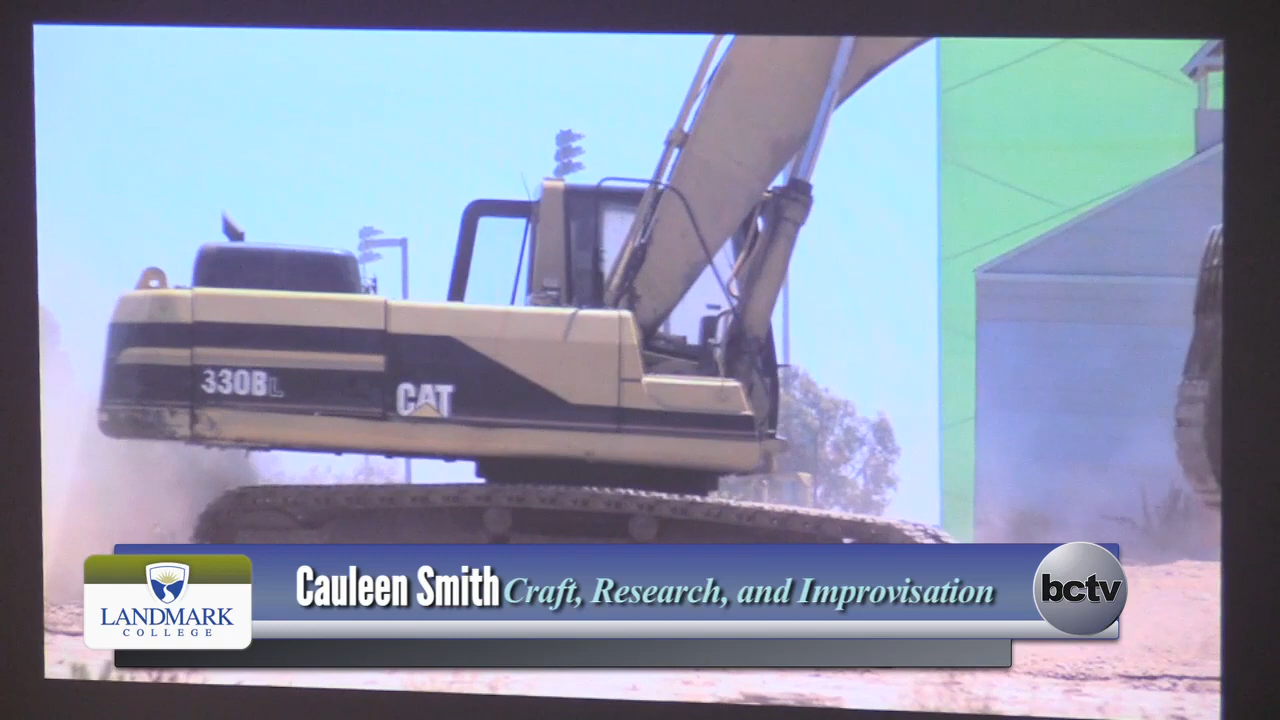 330BL
CAT
LANDMARK
COLLEGE
Cauleen Smith Craft, Research, and Improvisation
bctv